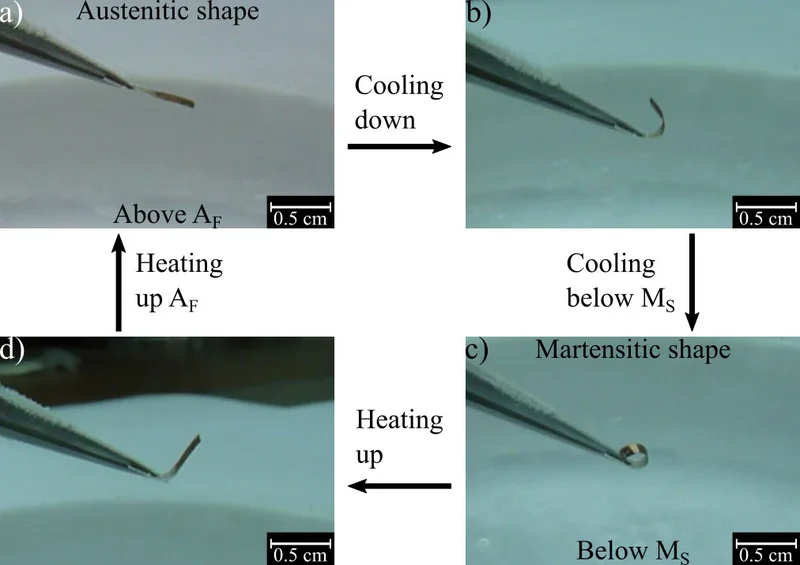 a)
Austenitic shape
Above A_F
0.5 cm
Cooling
down
b)
0.5 cm
Cooling
below M_S
c)
Martensitic shape
Below M_S
0.5 cm
Heating
up
d)
0.5 cm
Heating
up A_F